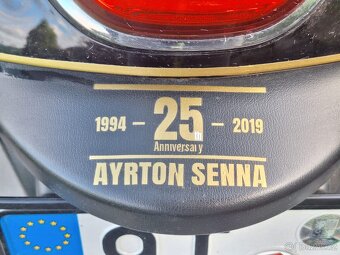 1994 - 25th - 2019
Anniversary
AYRTON SENNA